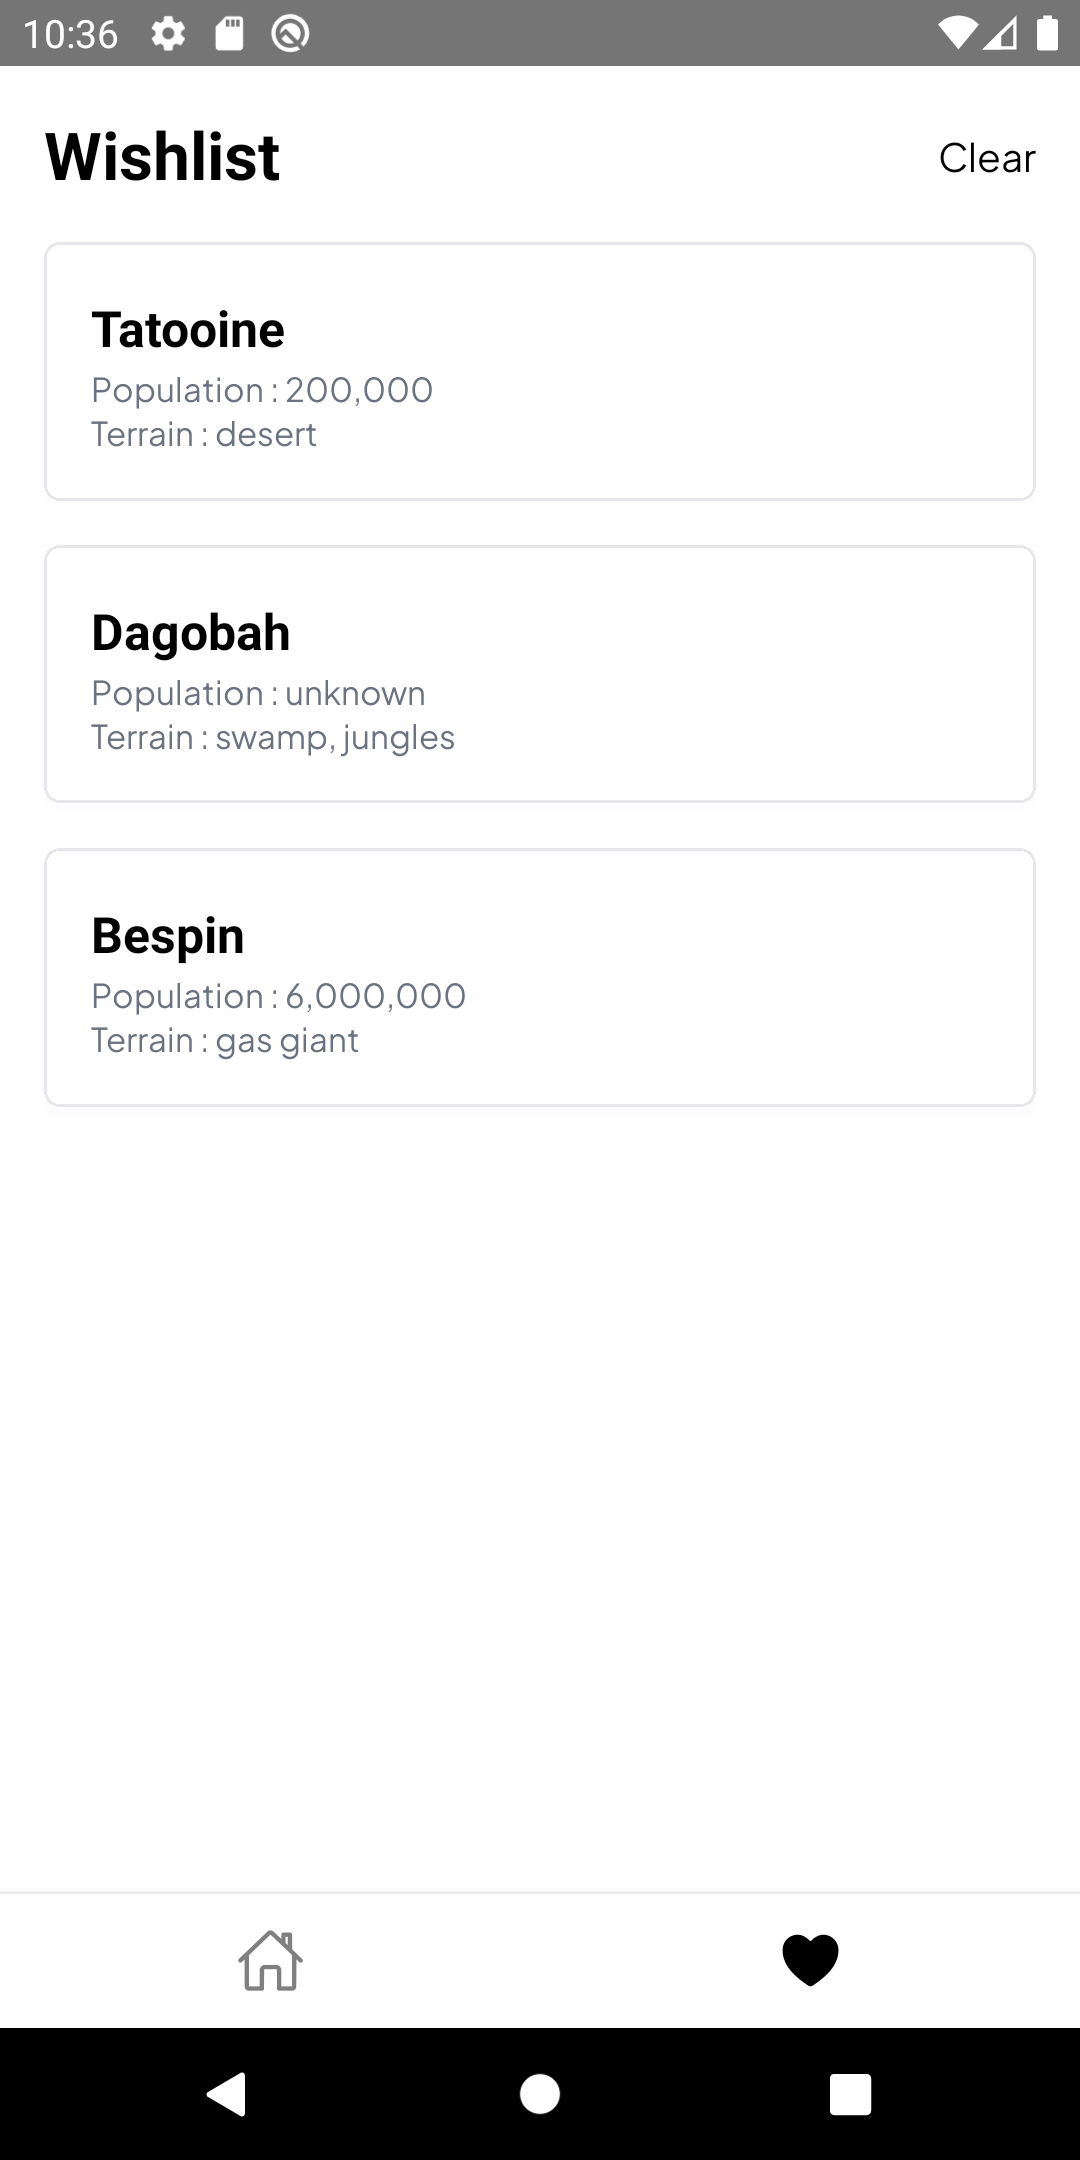 10:36
Wishlist
Clear
Tatooine
Population : 200,000
Terrain : desert
Dagobah
Population : unknown
Terrain : swamp, jungles
Bespin
Population : 6,000,000
Terrain : gas giant